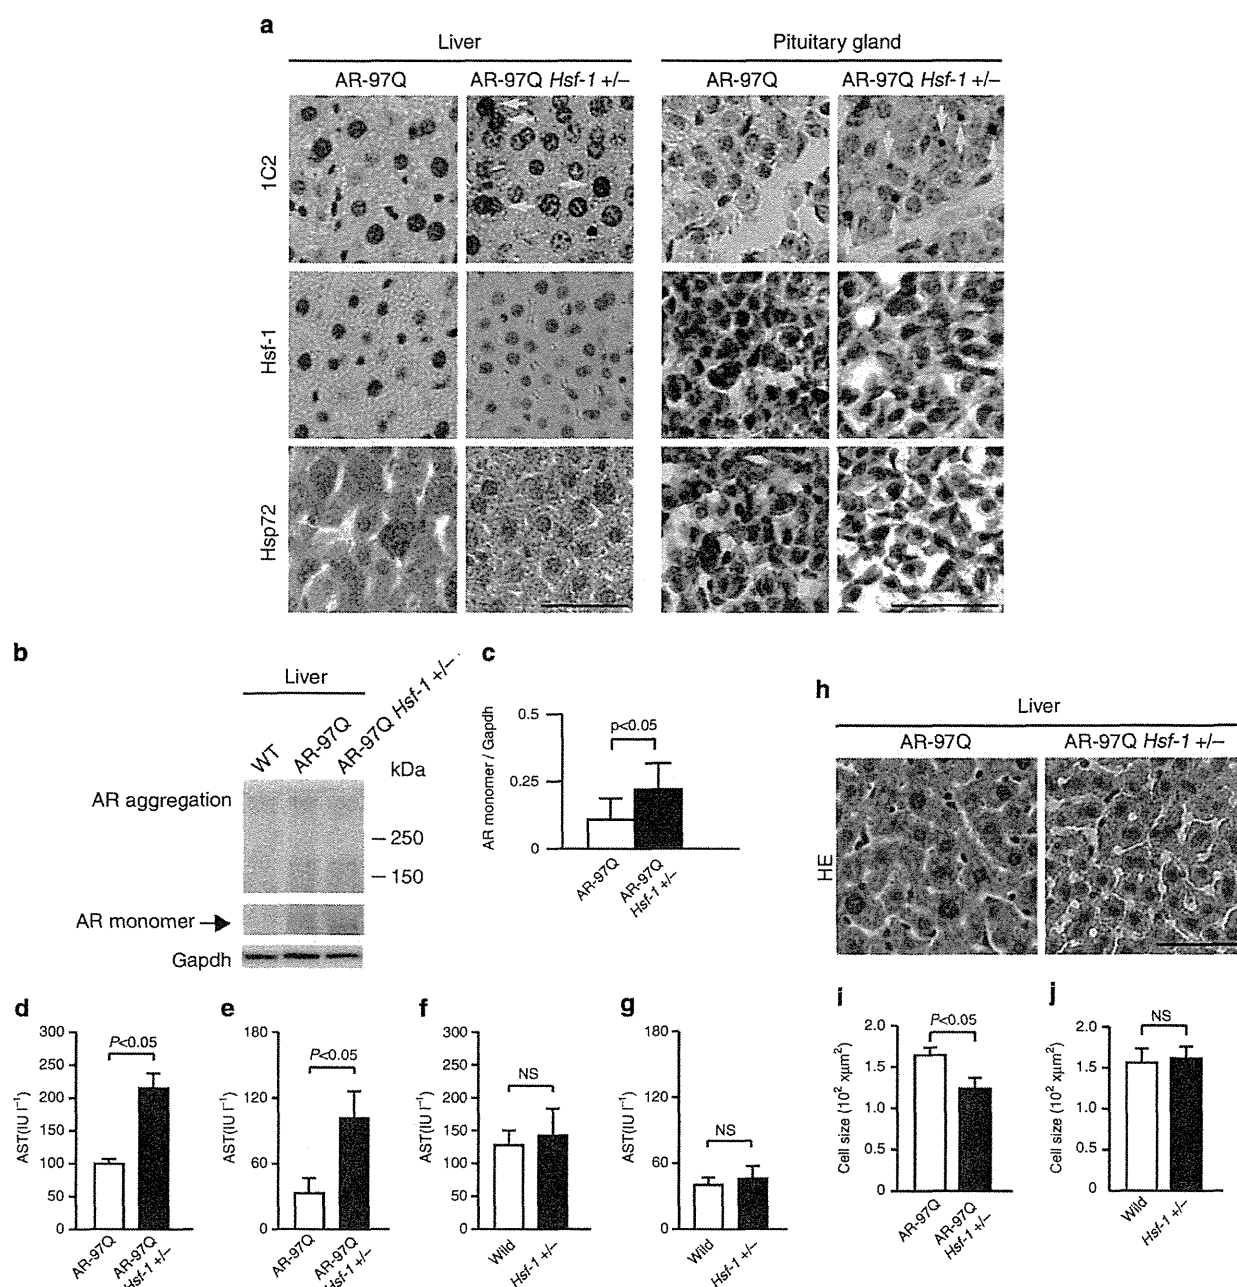 a
Liver
Pituitary gland
AR-97Q
AR-97Q Hsf-1 +/–
AR-97Q
AR-97Q Hsf-1 +/–
1C2
Hsf-1
Hsp72
b
Liver
WT
AR-97Q
AR-97Q Hsf-1 +/–
kDa
AR aggregation
– 250
– 150
AR monomer
Gapdh
c
AR monomer / Gapdh
0.5
0.25
0
p<0.05
AR-97Q
AR-97Q
Hsf-1 +/–
h
Liver
AR-97Q
AR-97Q Hsf-1 +/–
HE
d
AST(IU l⁻¹)
300
250
200
150
100
50
0
P<0.05
AR-97Q
AR-97Q
Hsf-1 +/–
e
AST(IU l⁻¹)
180
120
60
0
P<0.05
AR-97Q
AR-97Q
Hsf-1 +/–
f
AST(IU l⁻¹)
300
250
200
150
100
50
0
NS
Wild
Hsf-1 +/–
g
AST(IU l⁻¹)
180
120
60
0
NS
Wild
Hsf-1 +/–
i
Cell size (10² xµm²)
2.0
1.5
1.0
1.5
0
P<0.05
AR-97Q
AR-97Q
Hsf-1 +/–
j
Cell size (10² xµm²)
2.0
1.5
1.0
1.5
0
NS
Wild
Hsf-1 +/–